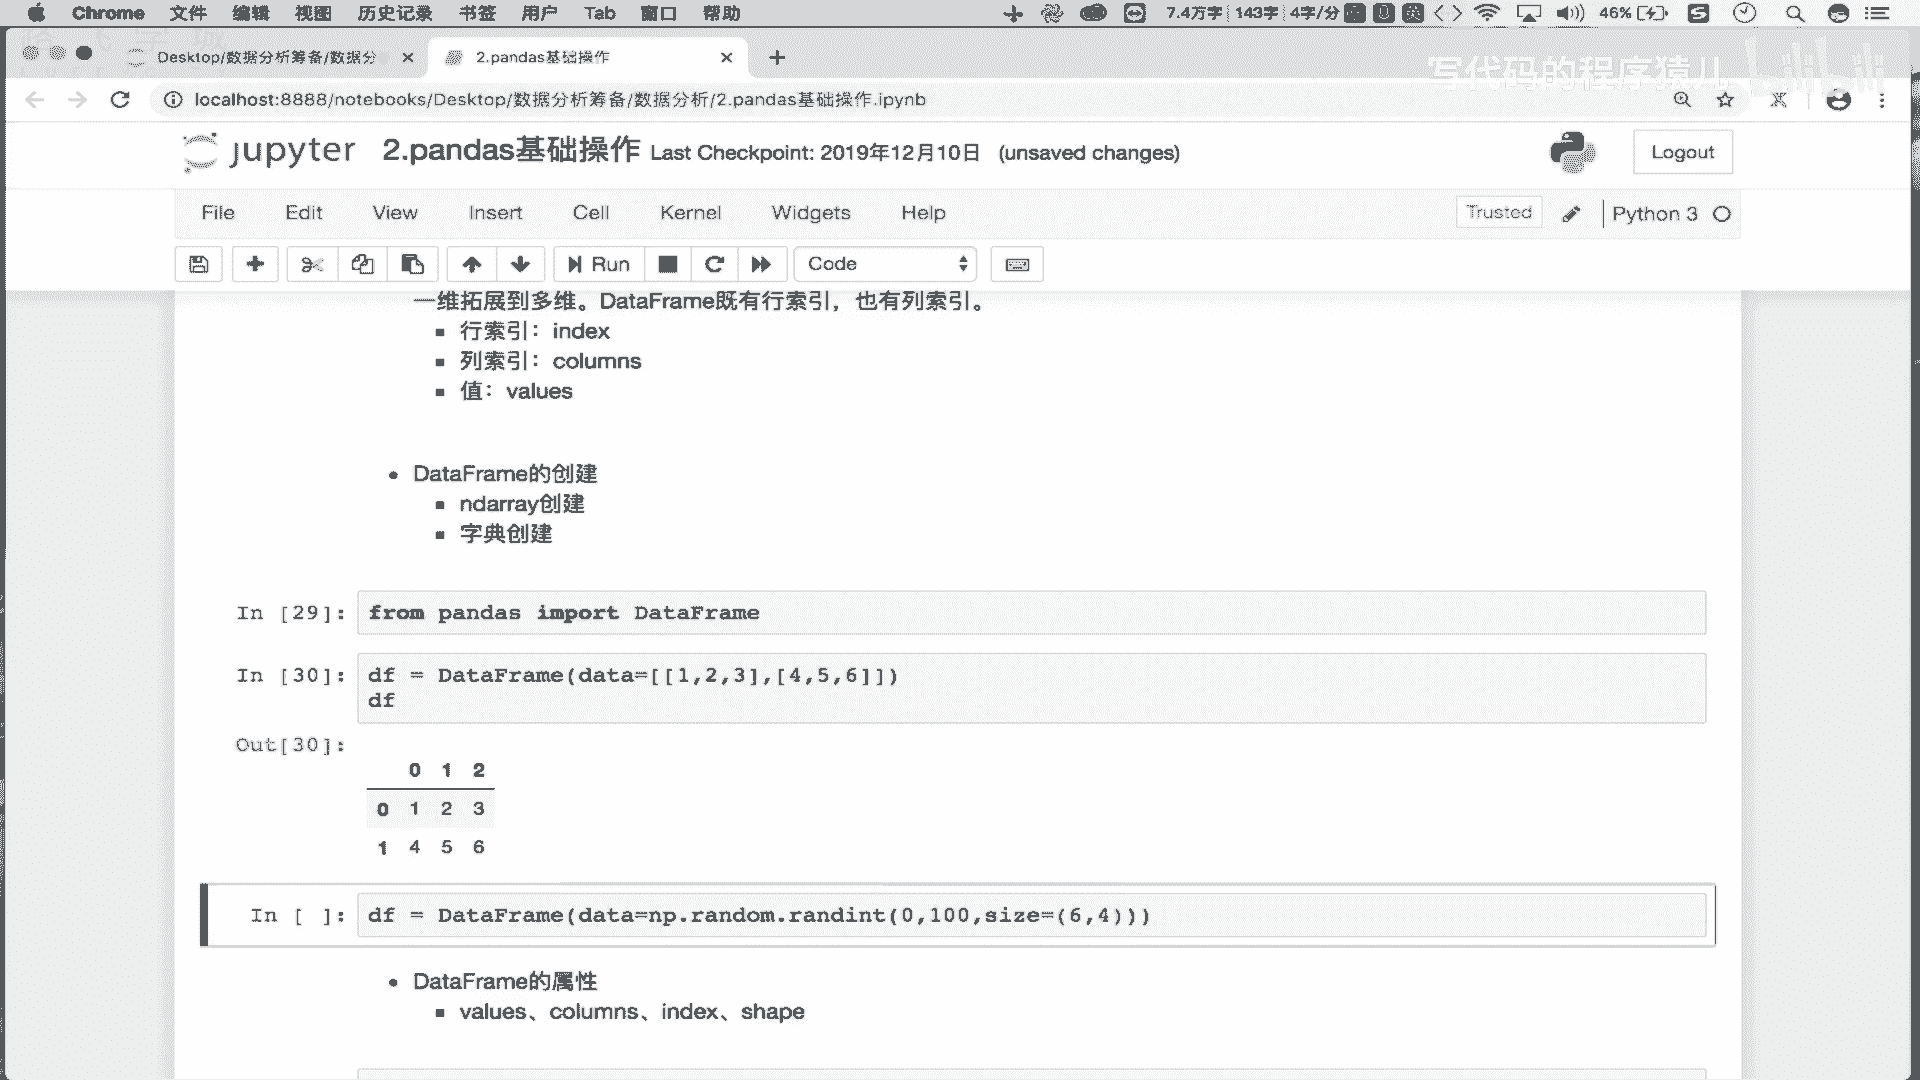 Chrome 文件 编辑 视图 历史记录 书签 用户 Tab 窗口 帮助 7.4万字 143字 4字/分 英 46%
Desktop/数据分析筹备/数据分
2.pandas基础操作
写代码的程序猿儿 bilibili
localhost:8888/notebooks/Desktop/数据分析筹备/数据分析/2.pandas基础操作.ipynb
jupyter 2.pandas基础操作 Last Checkpoint: 2019年12月10日 (unsaved changes)
Logout
File Edit View Insert Cell Kernel Widgets Help Trusted Python 3
Run Code
一维拓展到多维。DataFrame既有行索引，也有列索引。
▪ 行索引：index
▪ 列索引：columns
▪ 值：values
• DataFrame的创建
▪ ndarray创建
▪ 字典创建
In [29]: from pandas import DataFrame
In [30]: df = DataFrame(data=[[1,2,3],[4,5,6]])
df
Out[30]:
0 1 2
0 1 2 3
1 4 5 6
In [ ]: df = DataFrame(data=np.random.randint(0,100,size=(6,4)))
• DataFrame的属性
▪ values、columns、index、shape